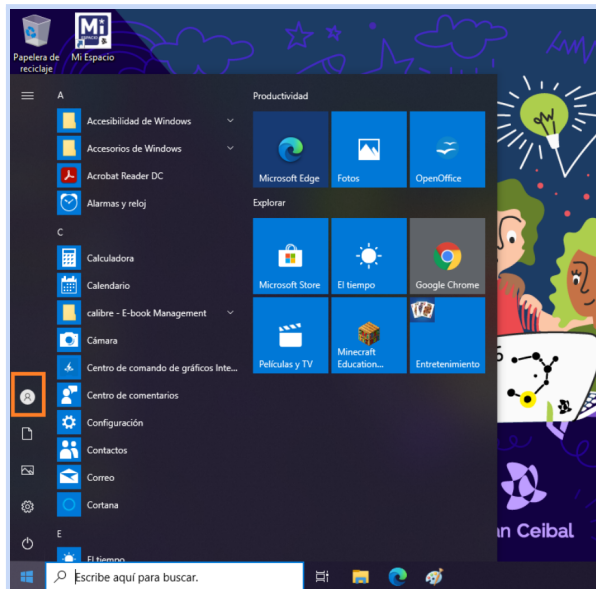 Mi
ESPACIO
Papelera de reciclaje
Mi Espacio
A
Accesibilidad de Windows
Accesorios de Windows
Acrobat Reader DC
Alarmas y reloj
C
Calculadora
Calendario
calibre - E-book Management
Cámara
Centro de comando de gráficos Inte...
Centro de comentarios
Configuración
Contactos
Correo
Cortana
E
El tiempo
Productividad
Microsoft Edge
Fotos
OpenOffice
Explorar
Microsoft Store
El tiempo
Google Chrome
Películas y TV
Minecraft
Education...
Entretenimiento
an Ceibal
Escribe aquí para buscar.